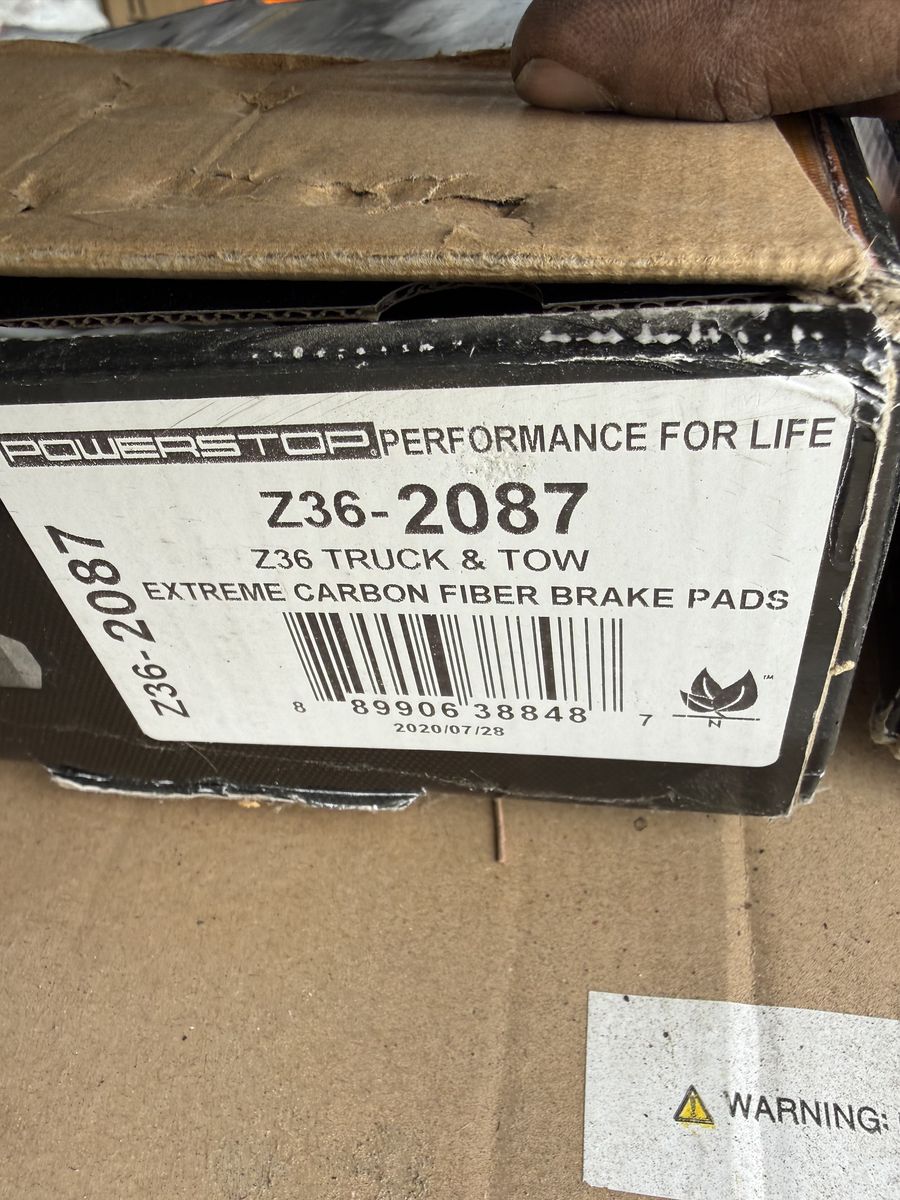 POWERSTOP® PERFORMANCE FOR LIFE
Z36-2087
Z36 TRUCK & TOW
EXTREME CARBON FIBER BRAKE PADS
Z36-2087
8 89906 38848 7
2020/07/28
N
™
WARNING: